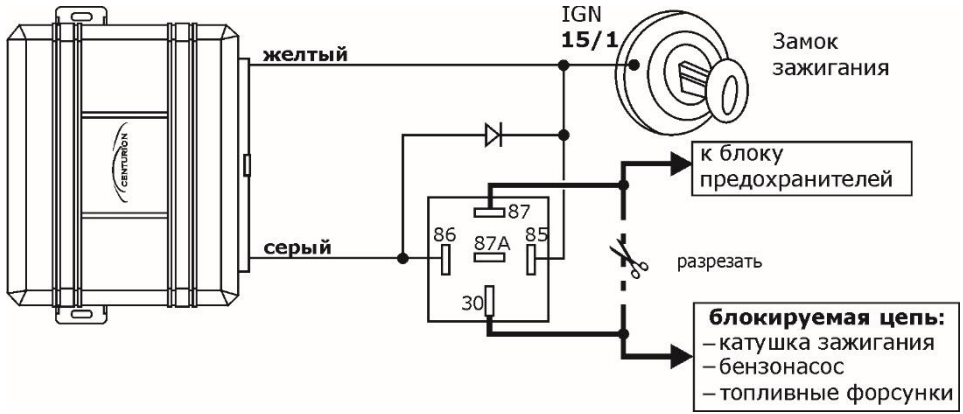 IGN
15/1
Замок
зажигания
желтый
CENTURION
к блоку
предохранителей
87
86
87A
85
серый
разрезать
30
блокируемая цепь:
– катушка зажигания
– бензонасос
– топливные форсунки